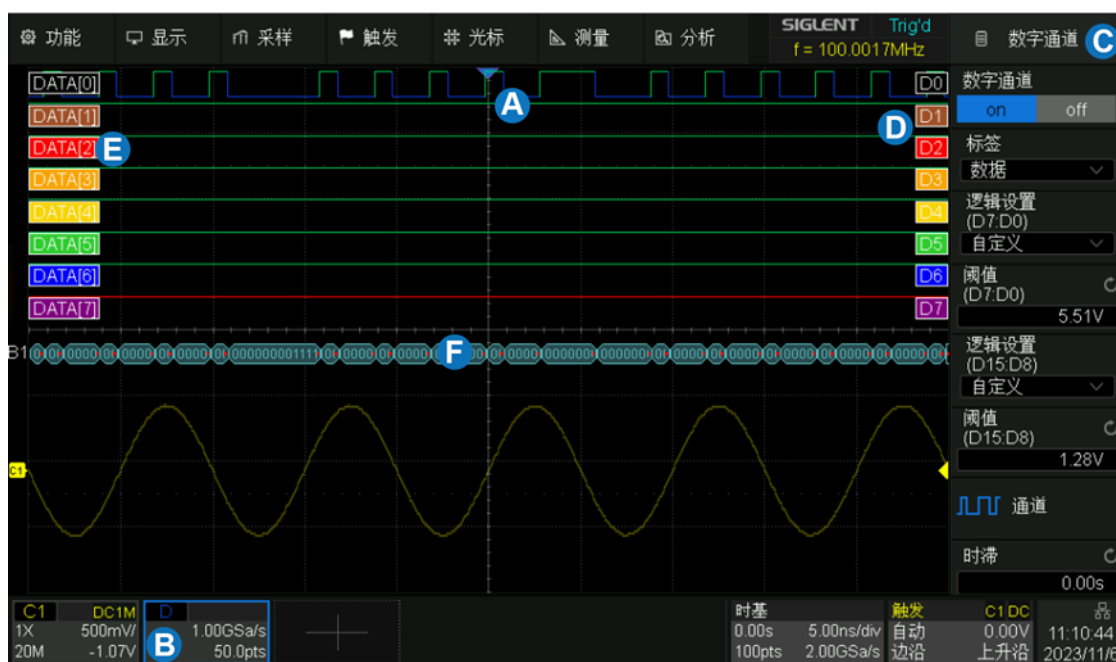 功能 显示 采样 触发 光标 测量 分析 SIGLENT Trig'd
f = 100.0017MHz
数字通道 C
DATA[0] D0
A
DATA[1] D D1
DATA[2] E D2
DATA[3] D3
DATA[4] D4
DATA[5] D5
DATA[6] D6
DATA[7] D7
B1
F
C1
数字通道
on off
标签
数据
逻辑设置
(D7:D0)
自定义
阈值
(D7:D0)
5.51V
逻辑设置
(D15:D8)
自定义
阈值
(D15:D8)
1.28V
通道
时滞
0.00s
C1 DC1M
1X 500mV/
20M -1.07V
D
B 1.00GSa/s
50.0pts
时基
0.00s 5.00ns/div
100pts 2.00GSa/s
触发 C1 DC
自动 0.00V
边沿 上升沿
11:10:44
2023/11/6